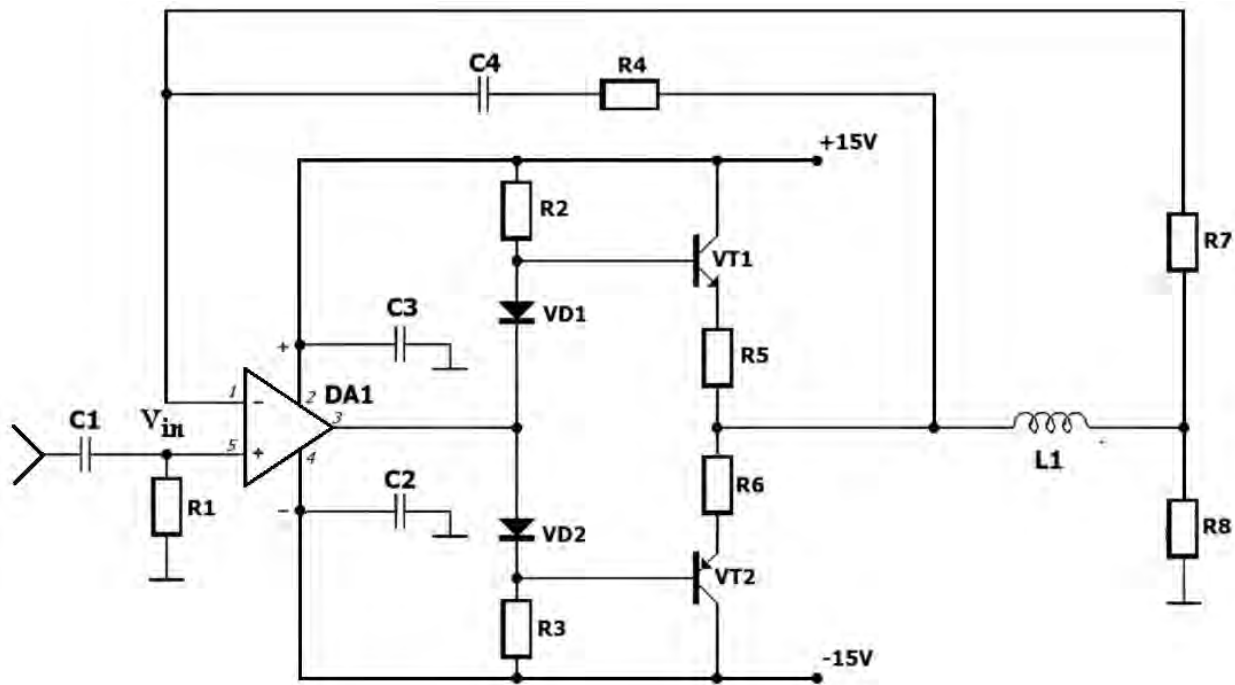 C4
R4
+15V
R2
R7
VT1
C3
VD1
+
R5
1
-
2
DA1
C1
Vin
3
5
+
4
L1
R1
C2
R6
-
VD2
R8
VT2
R3
-15V